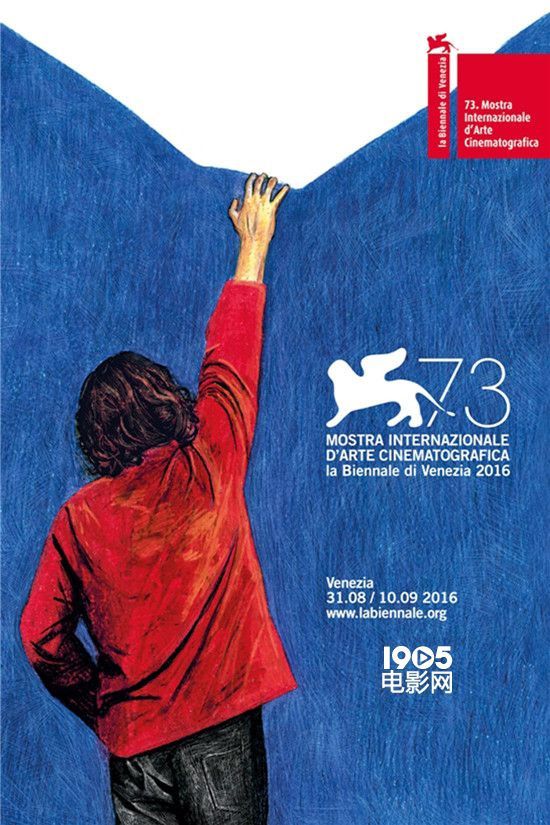 la Biennale di Venezia
73. Mostra
Internazionale
d'Arte
Cinematografica
73
MOSTRA INTERNAZIONALE
D'ARTE CINEMATOGRAFICA
la Biennale di Venezia 2016
Venezia
31.08 / 10.09 2016
www.labiennale.org
1905
电影网